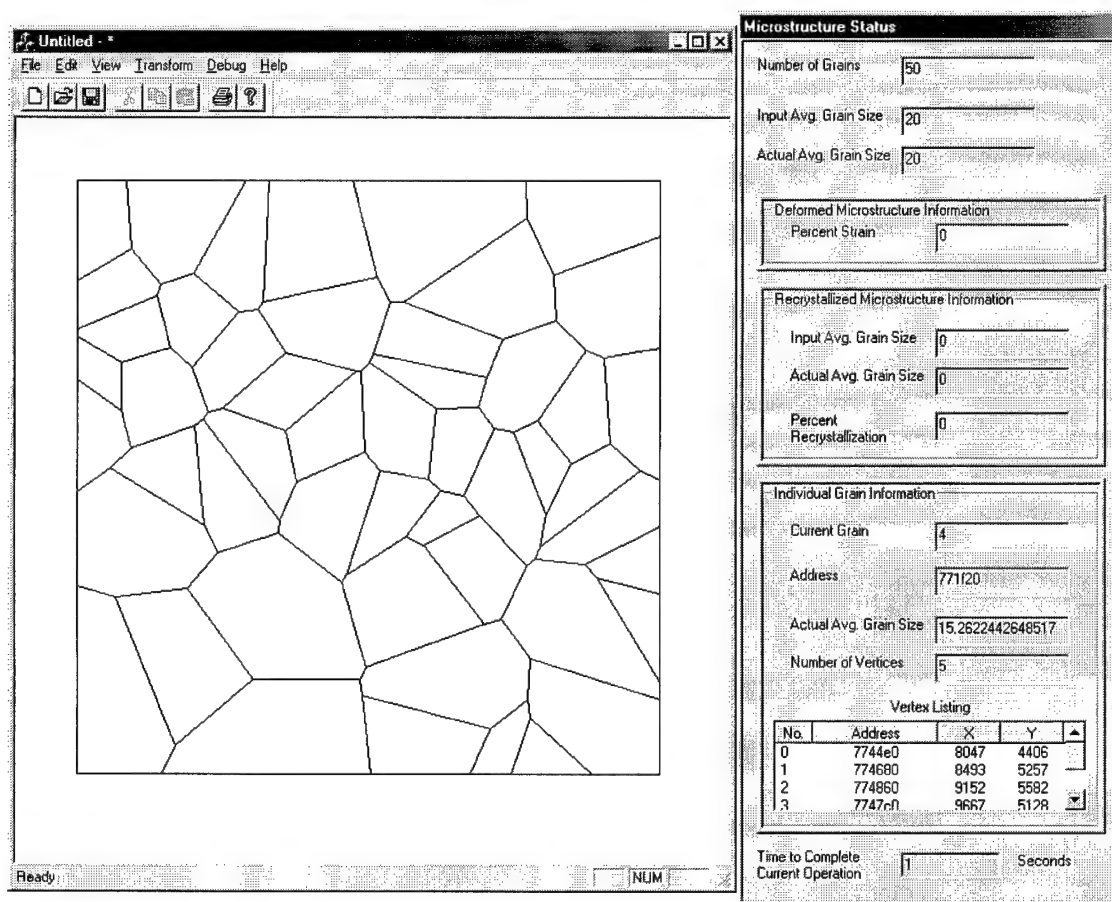 Untitled - *
File Edit View Transform Debug Help
Ready
NUM
Microstructure Status
Number of Grains 50
Input Avg. Grain Size 20
Actual Avg. Grain Size 20
Deformed Microstructure Information
Percent Strain 0
Recrystallized Microstructure Information
Input Avg. Grain Size 0
Actual Avg. Grain Size 0
Percent Recrystallization 0
Individual Grain Information
Current Grain 4
Address 771f20
Actual Avg. Grain Size 15.2622442648517
Number of Vertices 5
Vertex Listing
No. Address X Y
0 7744e0 8047 4406
1 774680 8493 5257
2 774860 9152 5582
3 7747c0 9667 5128
Time to Complete Current Operation 1 Seconds